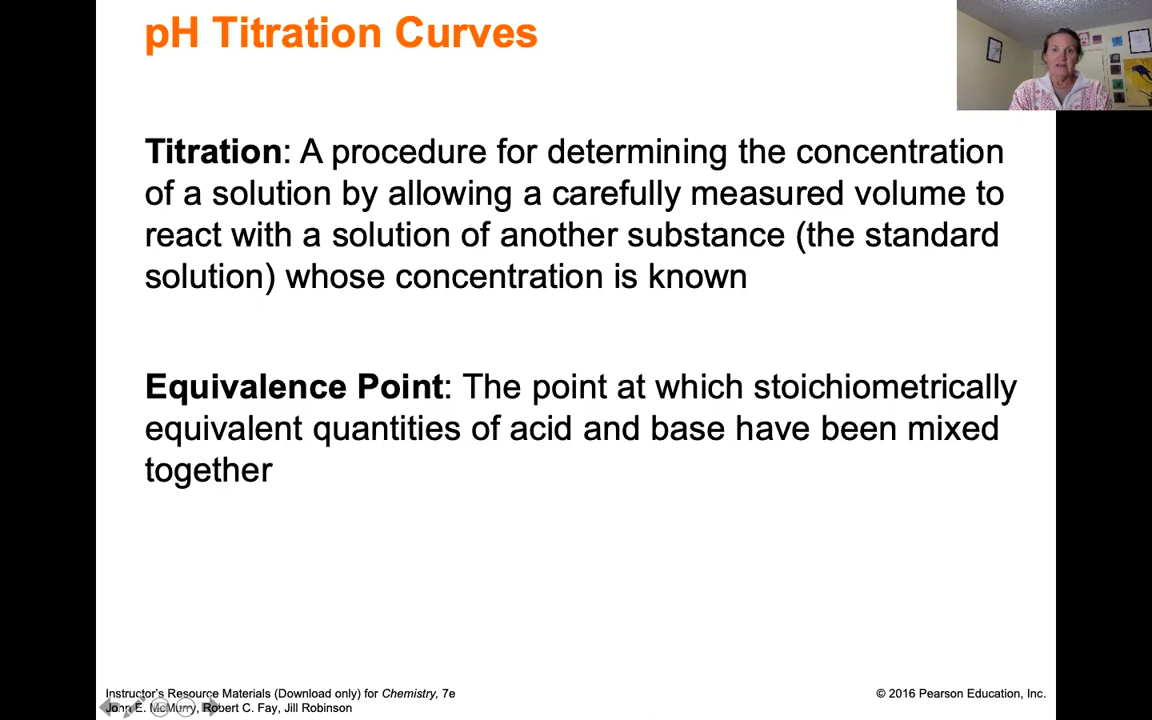 pH Titration Curves
Titration: A procedure for determining the concentration
of a solution by allowing a carefully measured volume to
react with a solution of another substance (the standard
solution) whose concentration is known
Equivalence Point: The point at which stoichiometrically
equivalent quantities of acid and base have been mixed
together
Instructor's Resource Materials (Download only) for Chemistry, 7e
John E. McMurry, Robert C. Fay, Jill Robinson
© 2016 Pearson Education, Inc.